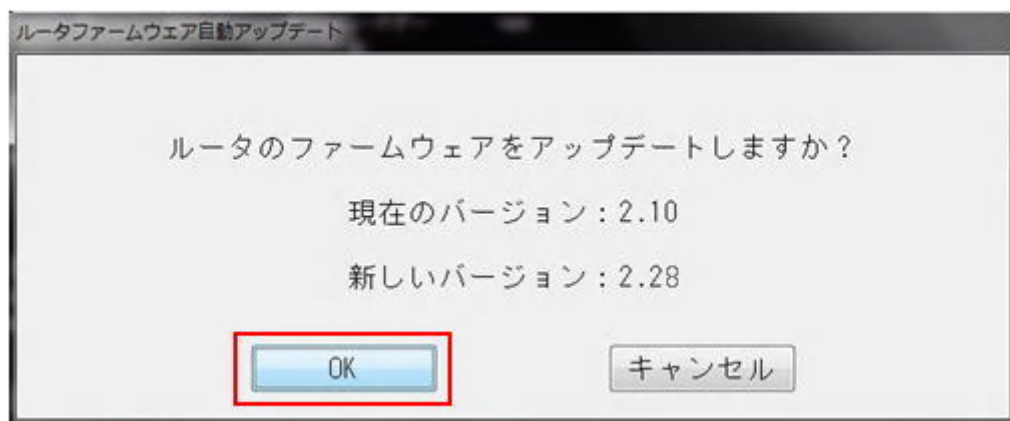 ルータファームウエア自動アップデート
ルータのファームウェアをアップデートしますか？
現在のバージョン：2.10
新しいバージョン：2.28
OK
キャンセル